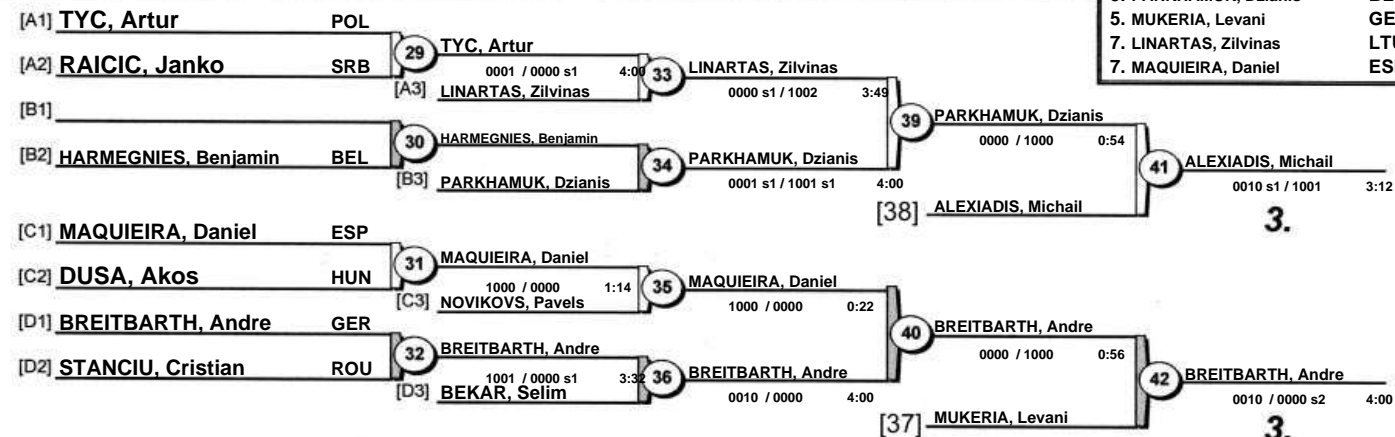 [A1] TYC, Artur POL
[A2] RAICIC, Janko SRB
29
TYC, Artur
0001 / 0000 s1 4:00
[A3] LINARTAS, Zilvinas
33
LINARTAS, Zilvinas
0000 s1 / 1002 3:49
[B1]
[B2] HARMEGNIES, Benjamin BEL
30
HARMEGNIES, Benjamin
[B3] PARKHAMUK, Dzianis
34
PARKHAMUK, Dzianis
0001 s1 / 1001 s1 4:00
39
PARKHAMUK, Dzianis
0000 / 1000 0:54
[38] ALEXIADIS, Michail
41
ALEXIADIS, Michail
0010 s1 / 1001 3:12
3.
[C1] MAQUIEIRA, Daniel ESP
[C2] DUSA, Akos HUN
31
MAQUIEIRA, Daniel
1000 / 0000 1:14
[C3] NOVIKOVS, Pavels
35
MAQUIEIRA, Daniel
1000 / 0000 0:22
[D1] BREITBARTH, Andre GER
[D2] STANCIU, Cristian ROU
32
BREITBARTH, Andre
1001 / 0000 s1 3:32
[D3] BEKAR, Selim
36
BREITBARTH, Andre
0010 / 0000 4:00
40
BREITBARTH, Andre
0000 / 1000 0:56
[37] MUKERIA, Levani
42
BREITBARTH, Andre
0010 / 0000 s2 4:00
3.
5. MUKERIA, Levani GE
7. LINARTAS, Zilvinas LTU
7. MAQUIEIRA, Daniel ES